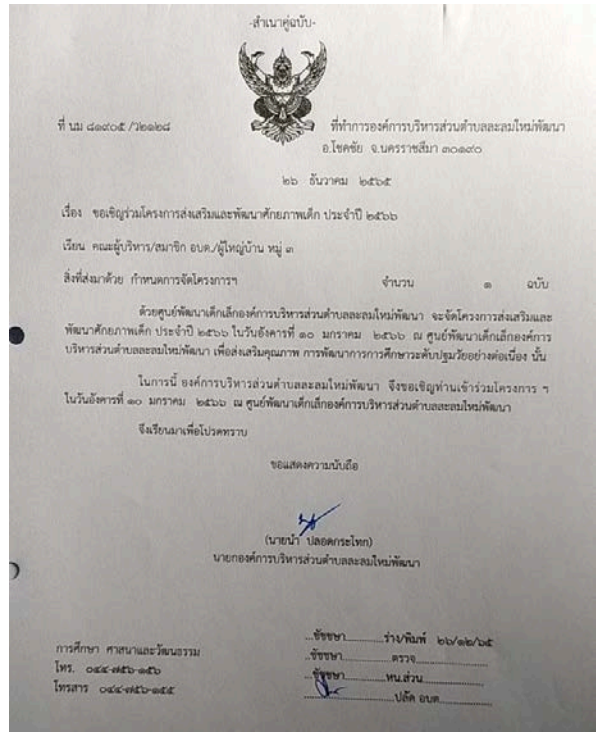 -สำเนาคู่ฉบับ-
ที่ นม ๘๑๙๐๕ /ว๒๑๒๘
ที่ทำการองค์การบริหารส่วนตำบลละลมใหม่พัฒนา
อ.โชคชัย จ.นครราชสีมา ๓๐๑๙๐
๒๖ ธันวาคม ๒๕๖๕
เรื่อง ขอเชิญร่วมโครงการส่งเสริมและพัฒนาศักยภาพเด็ก ประจำปี ๒๕๖๖
เรียน คณะผู้บริหาร/สมาชิก อบต./ผู้ใหญ่บ้าน หมู่ ๓
สิ่งที่ส่งมาด้วย กำหนดการจัดโครงการฯ จำนวน ๑ ฉบับ
ด้วยศูนย์พัฒนาเด็กเล็กองค์การบริหารส่วนตำบลละลมใหม่พัฒนา จะจัดโครงการส่งเสริมและ
พัฒนาศักยภาพเด็ก ประจำปี ๒๕๖๖ ในวันอังคารที่ ๑๐ มกราคม ๒๕๖๖ ณ ศูนย์พัฒนาเด็กเล็กองค์การ
บริหารส่วนตำบลละลมใหม่พัฒนา เพื่อส่งเสริมคุณภาพ การพัฒนาการการศึกษาระดับปฐมวัยอย่างต่อเนื่อง นั้น
ในการนี้ องค์การบริหารส่วนตำบลละลมใหม่พัฒนา จึงขอเชิญท่านเข้าร่วมโครงการ ฯ
ในวันอังคารที่ ๑๐ มกราคม ๒๕๖๖ ณ ศูนย์พัฒนาเด็กเล็กองค์การบริหารส่วนตำบลละลมใหม่พัฒนา
จึงเรียนมาเพื่อโปรดทราบ
ขอแสดงความนับถือ
(นายนำ ปลอดกระโทก)
นายกองค์การบริหารส่วนตำบลละลมใหม่พัฒนา
การศึกษา ศาสนาและวัฒนธรรม
โทร. ๐๔๔-๗๕๖-๑๕๖
โทรสาร ๐๔๔-๗๕๖-๑๕๕
...ชัชชษา............ร่าง/พิมพ์ ๒๖/๑๒/๖๕
..ชัชชษา..............ตรวจ..................
...ชัชชษา............หน.ส่วน................
.......................ปลัด อบต..............